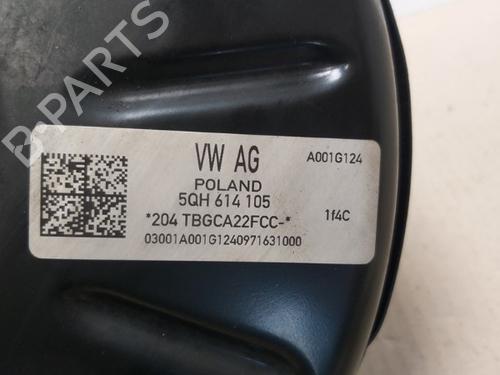 B-PARTS
VW AG
A001G124
POLAND
5QH 614 105
*204 TBGCA22FCC-*
1f4C
03001A001G1240971631000